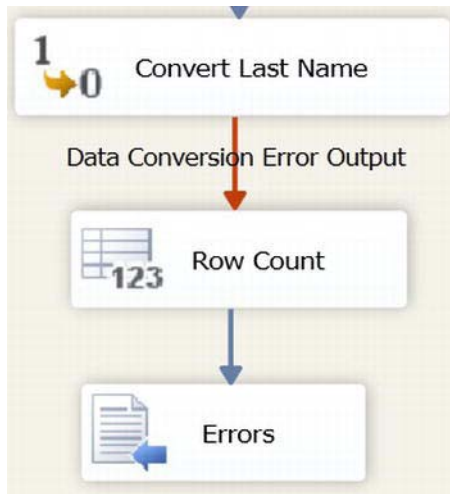 1
0
Convert Last Name
Data Conversion Error Output
123
Row Count
Errors